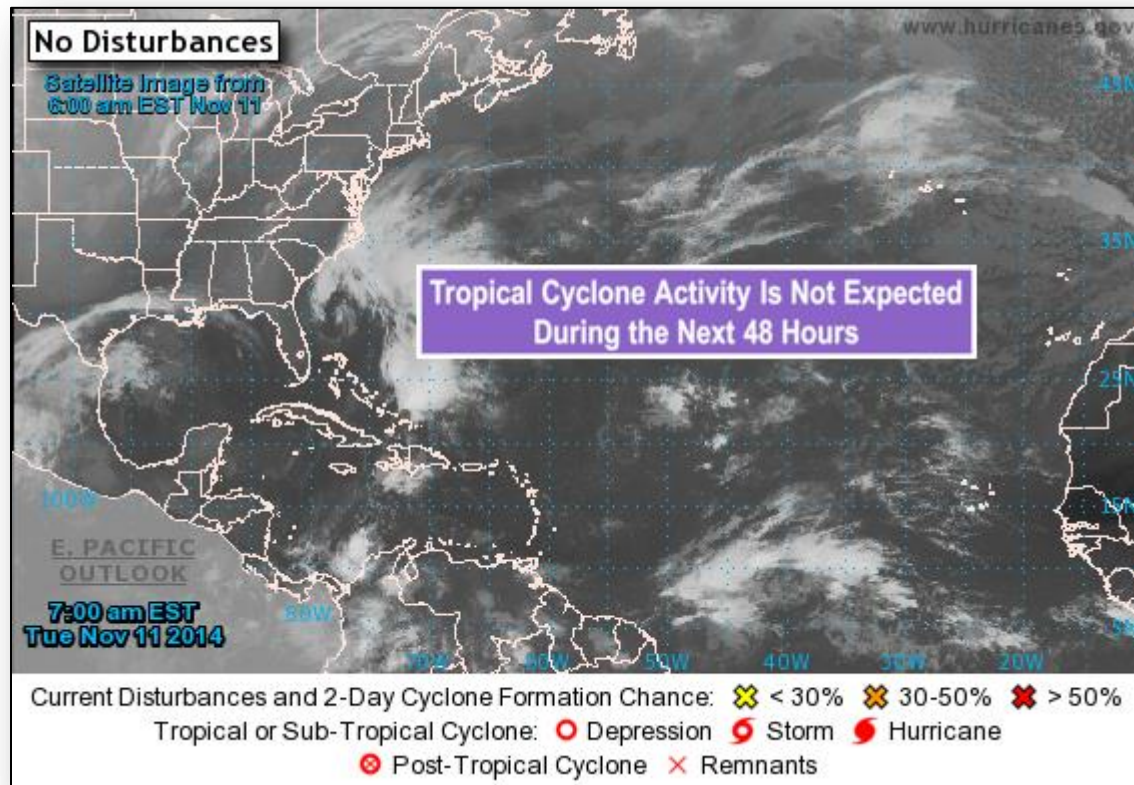 No Disturbances
www.hurricanes.gov
Satellite Image from
6:00 am EST Nov 11
45N
35N
Tropical Cyclone Activity Is Not Expected
During the Next 48 Hours
25N
100W
15N
E. PACIFIC
OUTLOOK
7:00 am EST
Tue Nov 11 2014
80W
5N
70W 60W 50W 40W 30W 20W
Current Disturbances and 2-Day Cyclone Formation Chance: < 30% 30-50% > 50%
Tropical or Sub-Tropical Cyclone: Depression Storm Hurricane
Post-Tropical Cyclone Remnants